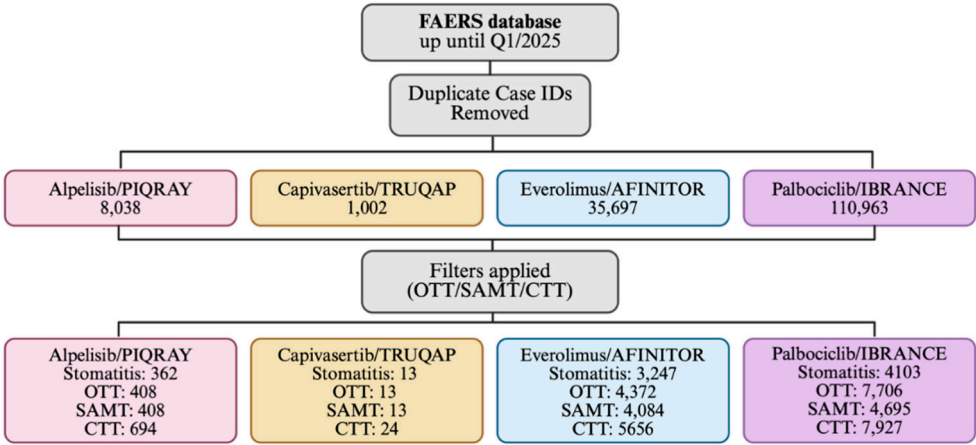 FAERS database
up until Q1/2025
Duplicate Case IDs
Removed
Alpelisib/PIQRAY
8,038
Capivasertib/TRUQAP
1,002
Everolimus/AFINITOR
35,697
Palbociclib/IBRANCE
110,963
Filters applied
(OTT/SAMT/CTT)
Alpelisib/PIQRAY
Stomatitis: 362
OTT: 408
SAMT: 408
CTT: 694
Capivasertib/TRUQAP
Stomatitis: 13
OTT: 13
SAMT: 13
CTT: 24
Everolimus/AFINITOR
Stomatitis: 3,247
OTT: 4,372
SAMT: 4,084
CTT: 5656
Palbociclib/IBRANCE
Stomatitis: 4103
OTT: 7,706
SAMT: 4,695
CTT: 7,927